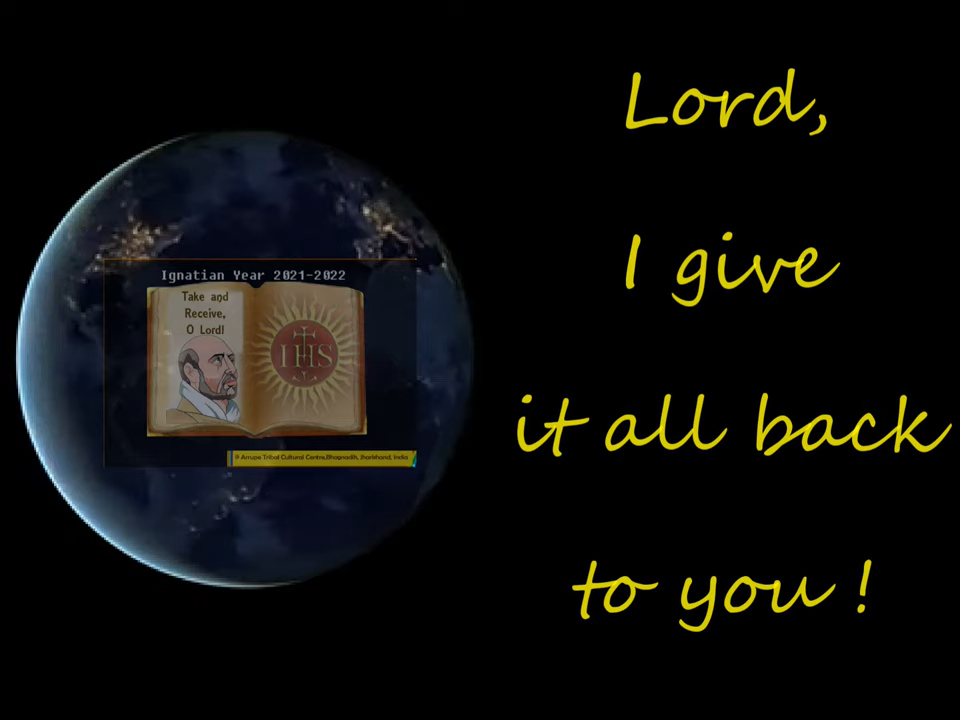 Lord,
I give
it all back
to you !
Ignatian Year 2021-2022
Take and
Receive,
O Lord!
IHS
© Arrupe Tribal Cultural Centre,Bhognadih, Jharkhand, India